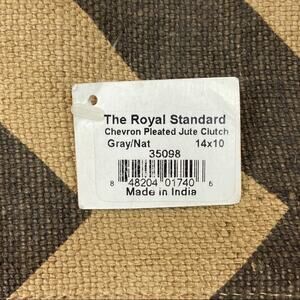 The Royal Standard
Chevron Pleated Jute Clutch
Gray/Nat 14x10
35098
8 48204 01740 6
Made in India